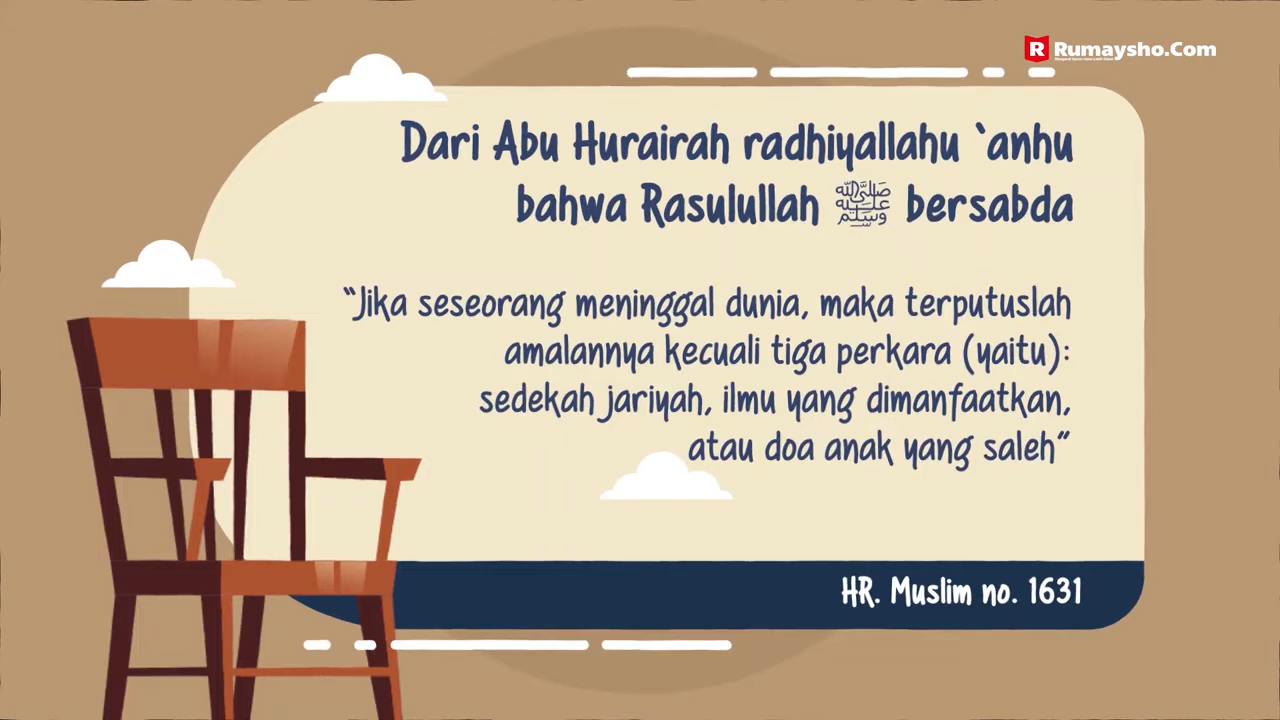 Rumaysho.Com
Dari Abu Hurairah radhiyallahu `anhu
bahwa Rasulullah ﷺ bersabda
“Jika seseorang meninggal dunia, maka terputuslah
amalannya kecuali tiga perkara (yaitu):
sedekah jariyah, ilmu yang dimanfaatkan,
atau doa anak yang saleh”
HR. Muslim no. 1631